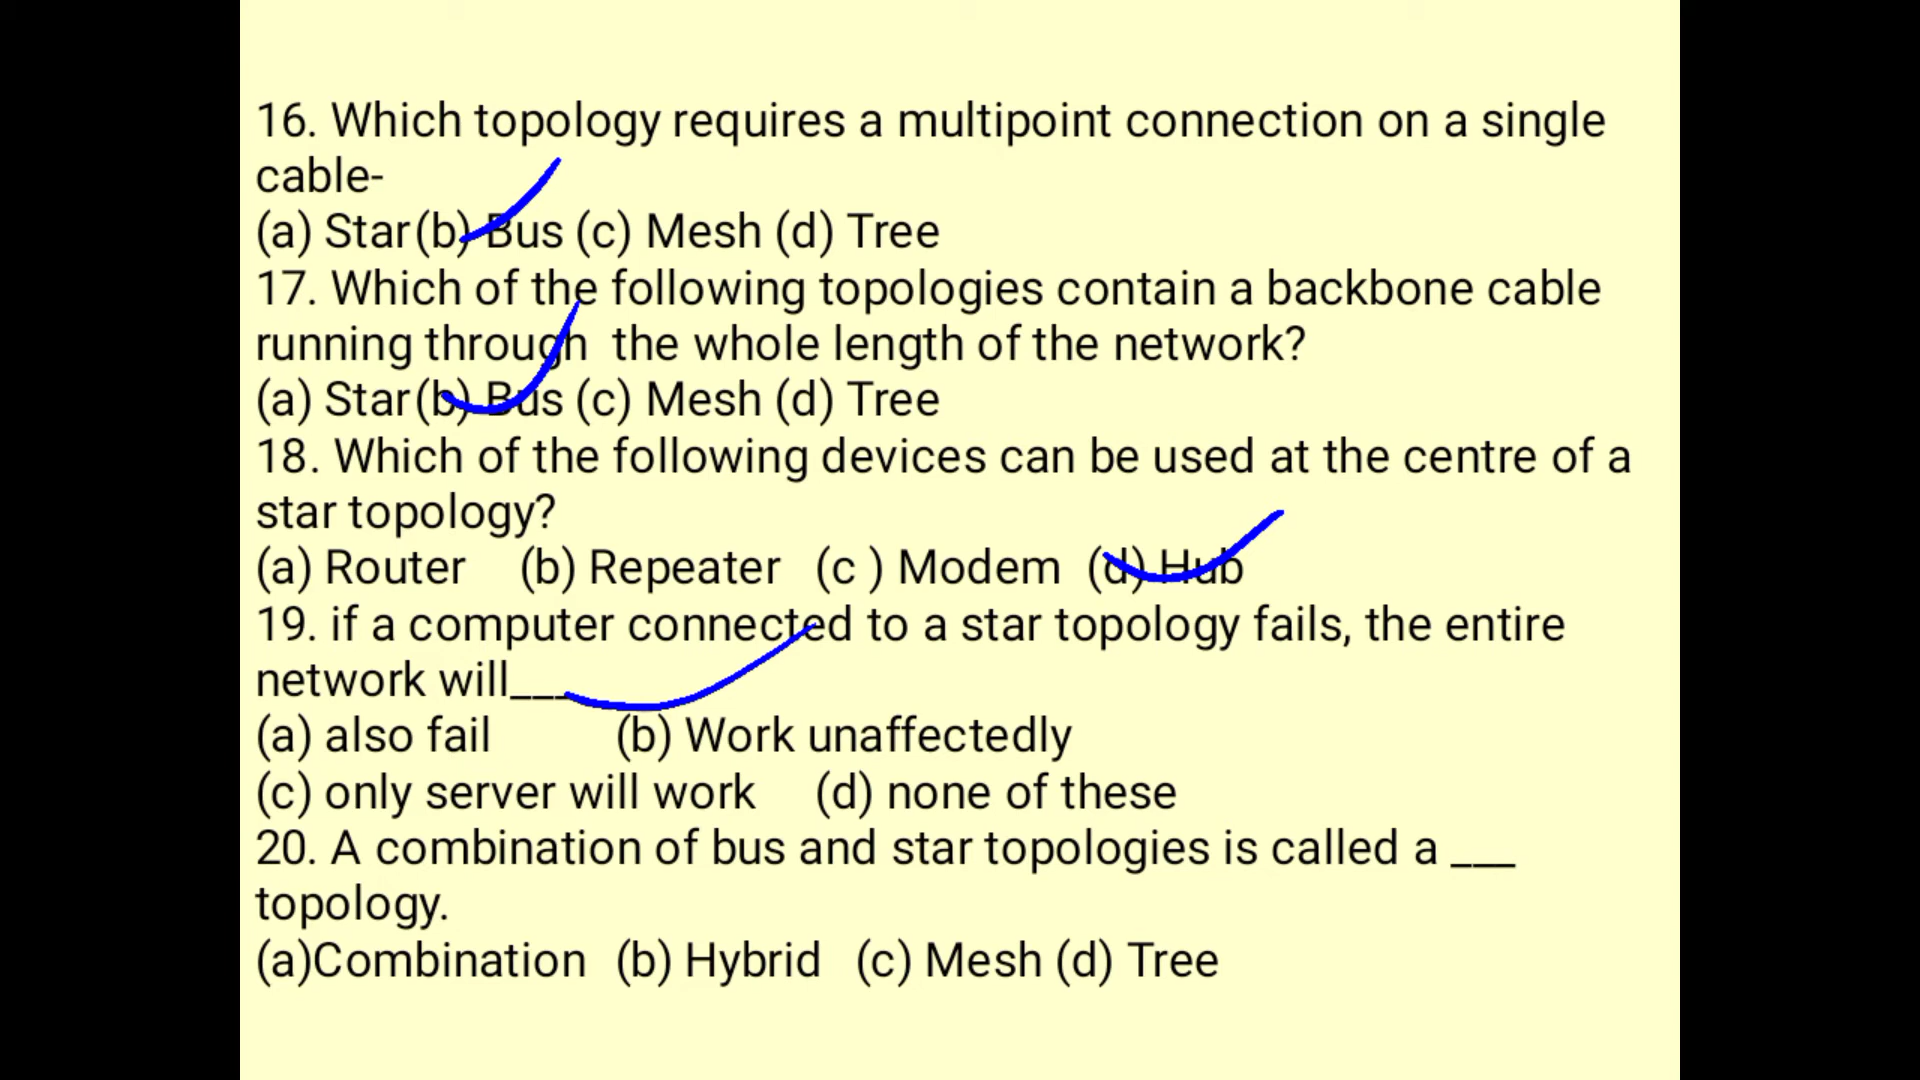 16. Which topology requires a multipoint connection on a single
cable-
(a) Star(b) Bus (c) Mesh (d) Tree
17. Which of the following topologies contain a backbone cable
running through  the whole length of the network?
(a) Star(b) Bus (c) Mesh (d) Tree
18. Which of the following devices can be used at the centre of a
star topology?
(a) Router    (b) Repeater   (c ) Modem  (d) Hub
19. if a computer connected to a star topology fails, the entire
network will___
(a) also fail         (b) Work unaffectedly
(c) only server will work     (d) none of these
20. A combination of bus and star topologies is called a ___
topology.
(a)Combination  (b) Hybrid   (c) Mesh (d) Tree